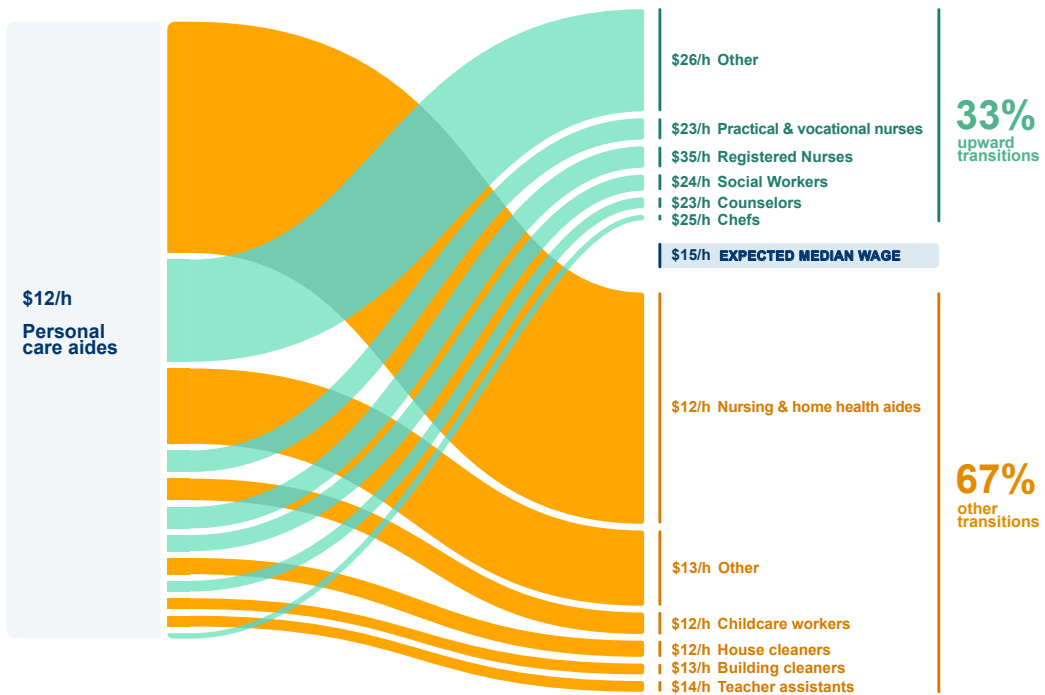 $12/h
Personal
care aides
$26/h Other
$23/h Practical & vocational nurses
$35/h Registered Nurses
$24/h Social Workers
$23/h Counselors
$25/h Chefs
33%
upward
transitions
$15/h EXPECTED MEDIAN WAGE
$12/h Nursing & home health aides
$13/h Other
$12/h Childcare workers
$12/h House cleaners
$13/h Building cleaners
$14/h Teacher assistants
67%
other
transitions